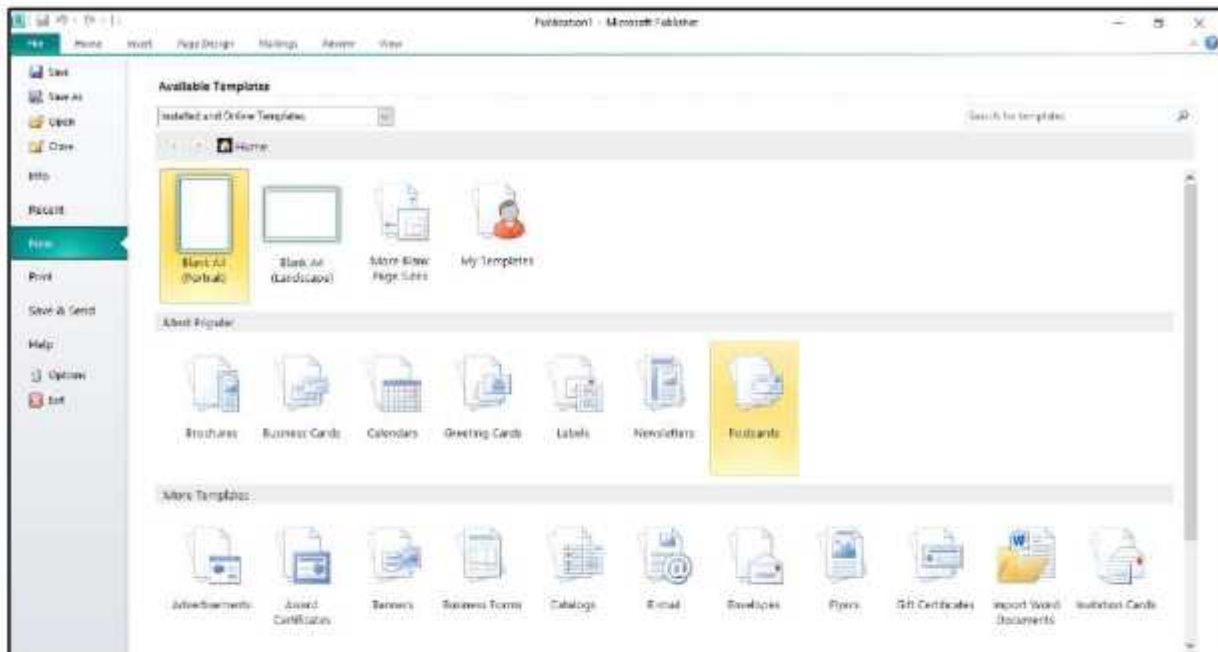 Publication1 - Microsoft Publisher
File Home Insert Page Design Mailings Review View
Save
Save As
Open
Close
Info
Recent
New
Print
Save & Send
Help
Options
Exit
Available Templates
Installed and Online Templates
Search for templates
Home
Blank A4
(Portrait)
Blank A4
(Landscape)
More Blank
Page Sizes
My Templates
Most Popular
Brochures
Business Cards
Calendars
Greeting Cards
Labels
Newsletters
Postcards
More Templates
Advertisements
Award
Certificates
Banners
Business Forms
Catalogs
E-mail
Envelopes
Flyers
Gift Certificates
Import Word
Documents
Invitation Cards